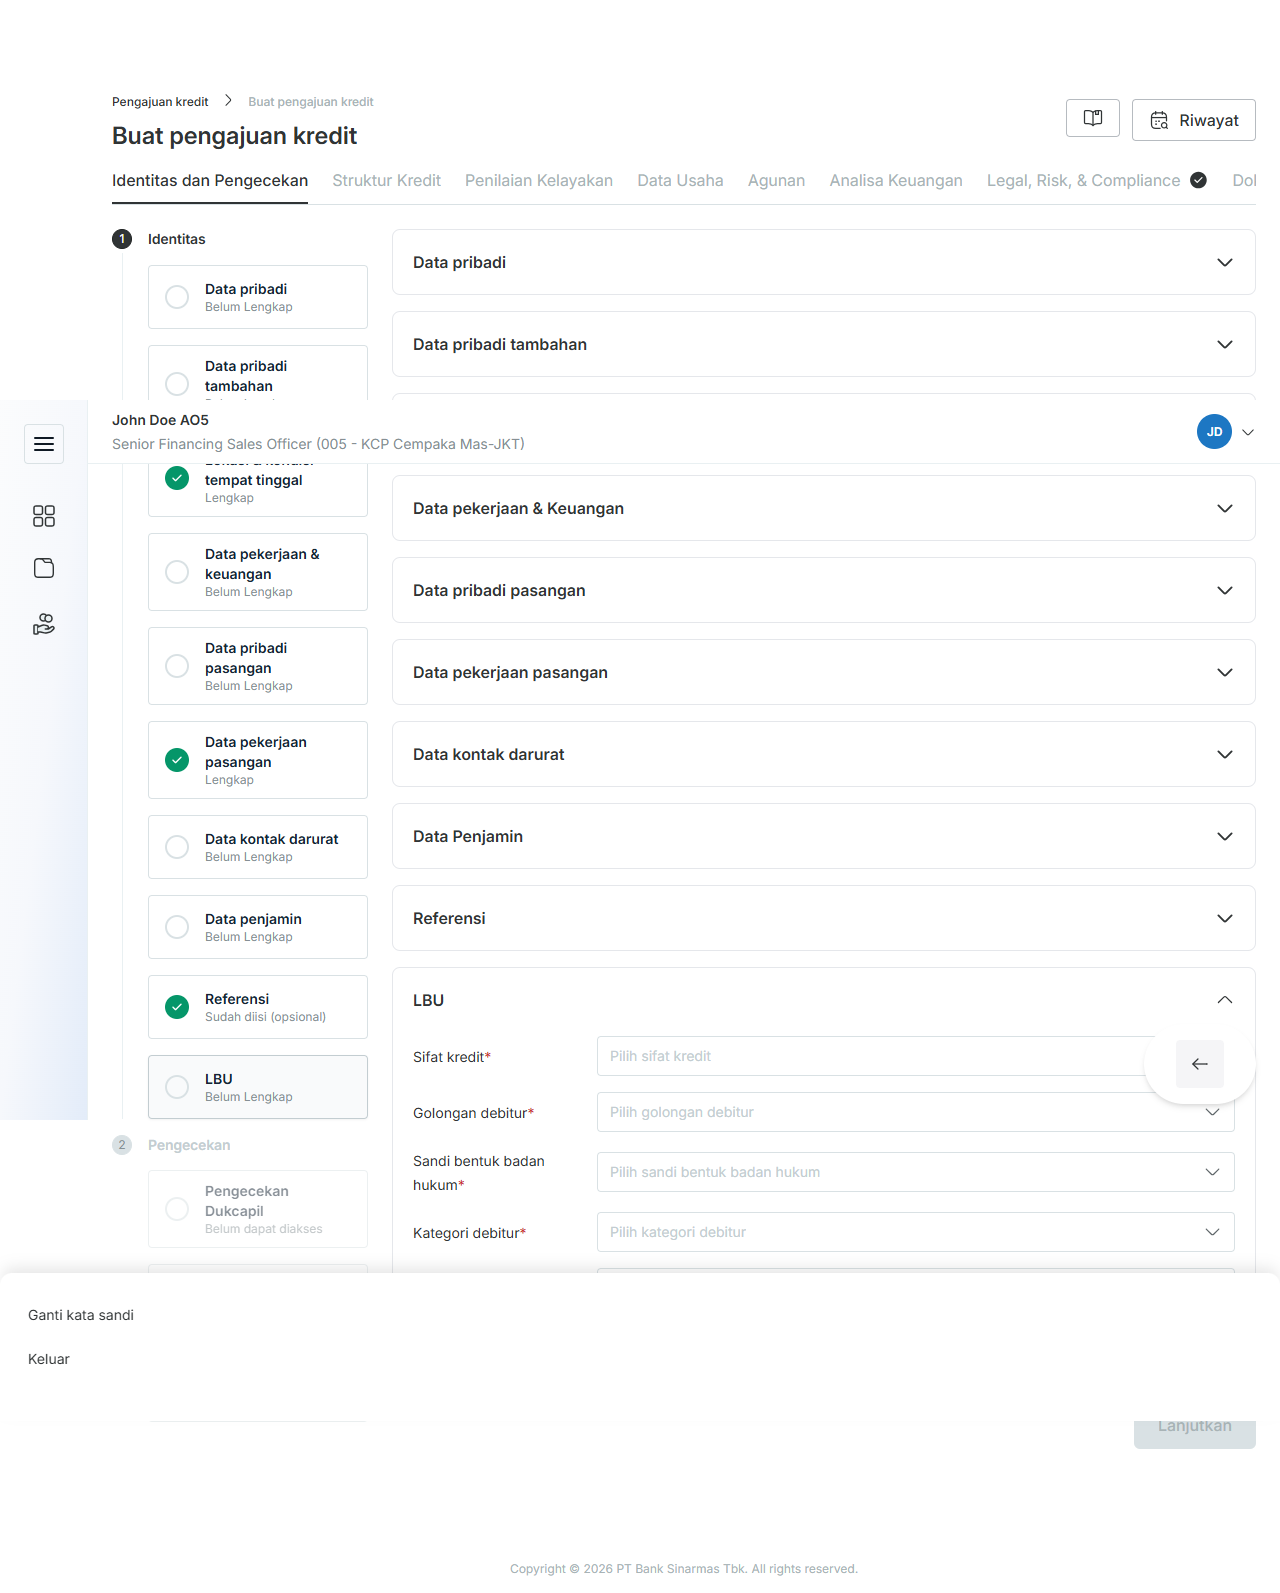 Pengajuan kredit
Buat pengajuan kredit
Buat pengajuan kredit
Riwayat
Identitas dan Pengecekan
Struktur Kredit
Penilaian Kelayakan
Data Usaha
Agunan
Analisa Keuangan
Legal, Risk, & Compliance
1
Identitas
Data pribadi
Belum Lengkap
Data pribadi
tambahan
Data pribadi
Data pribadi tambahan
John Doe AO5
Senior Financing Sales Officer (005 - KCP Cempaka Mas-JKT)
JD
tempat tinggal
Lengkap
Data pekerjaan &
keuangan
Belum Lengkap
Data pribadi
pasangan
Belum Lengkap
Data pekerjaan
pasangan
Lengkap
Data kontak darurat
Belum Lengkap
Data penjamin
Belum Lengkap
Referensi
Sudah diisi (opsional)
LBU
Belum Lengkap
2
Pengecekan
Pengecekan
Dukcapil
Belum dapat diakses
Data pekerjaan & Keuangan
Data pribadi pasangan
Data pekerjaan pasangan
Data kontak darurat
Data Penjamin
Referensi
LBU
Sifat kredit*
Pilih sifat kredit
Golongan debitur*
Pilih golongan debitur
Sandi bentuk badan
hukum*
Pilih sandi bentuk badan hukum
Kategori debitur*
Pilih kategori debitur
Ganti kata sandi
Keluar
Lanjutkan
Copyright © 2026 PT Bank Sinarmas Tbk. All rights reserved.